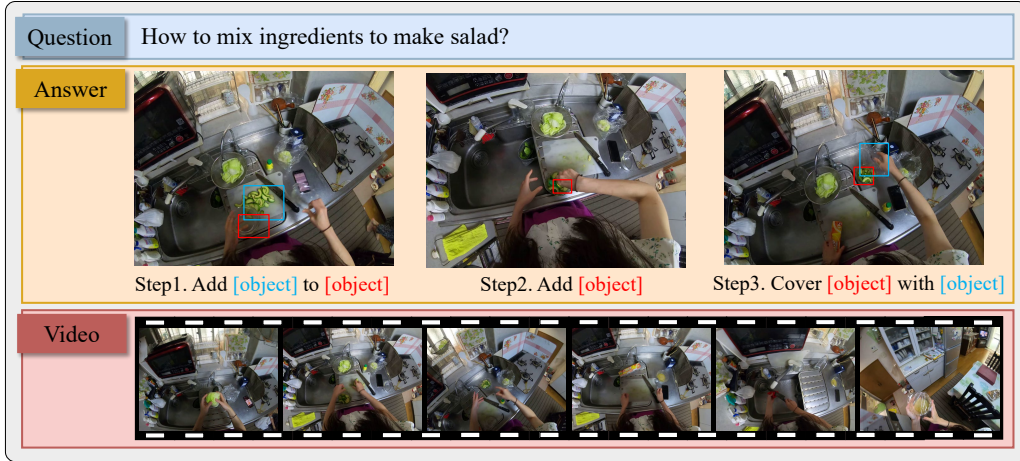 Question
How to mix ingredients to make salad?
Answer
Step1. Add [object] to [object]
Step2. Add [object]
Step3. Cover [object] with [object]
Video